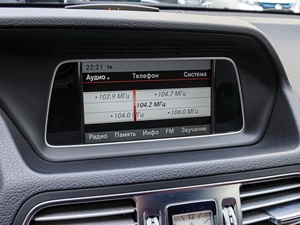 22:21 TA
Аудио Телефон Система
102.9 МГц 104.7 МГц
104.2 МГц
104.0 МГц 106.0 МГц
Радио Память Инфо FM Звучание